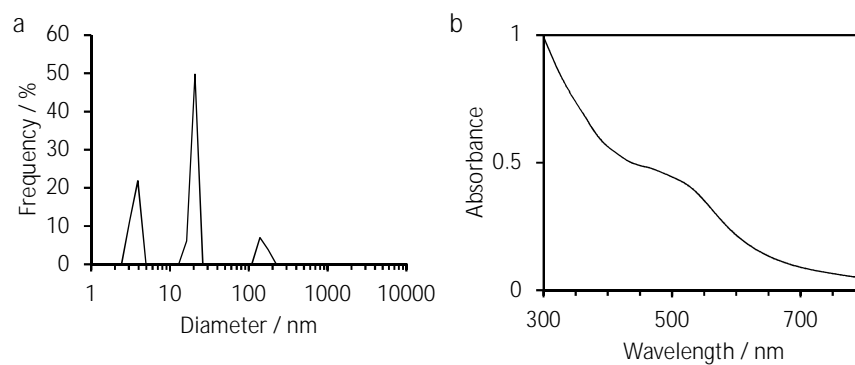 a
60
50
40
30
20
10
0
Frequency / %
1 10 100 1000 10000
Diameter / nm
b
1
0.5
0
Absorbance
300 500 700
Wavelength / nm